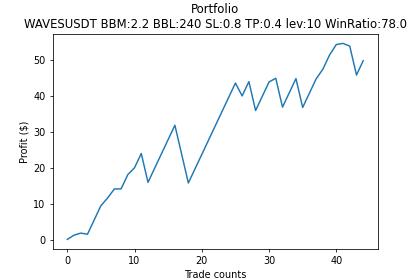 Portfolio
WAVESUSDT BBM:2.2 BBL:240 SL:0.8 TP:0.4 lev:10 WinRatio:78.0
Profit ($)
50
40
30
20
10
0
0 10 20 30 40
Trade counts